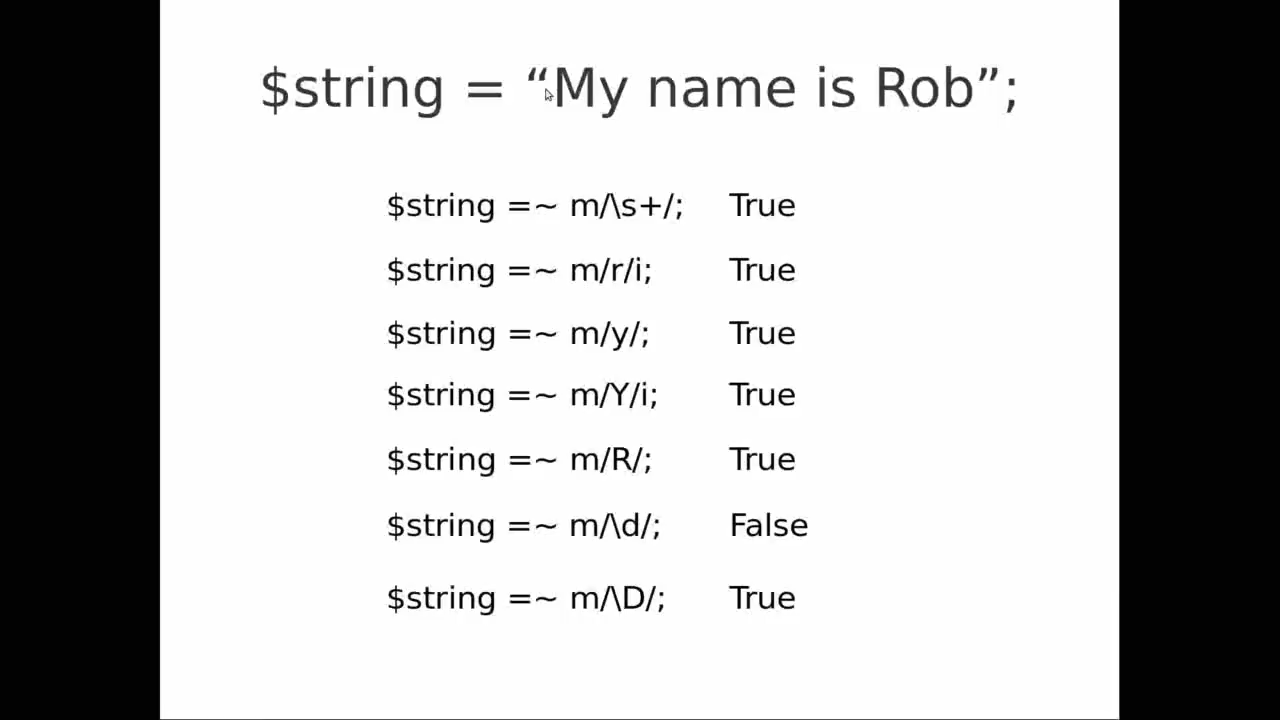 $string = “My name is Rob”;
$string =~ m/\s+/; True
$string =~ m/r/i; True
$string =~ m/y/; True
$string =~ m/Y/i; True
$string =~ m/R/; True
$string =~ m/\d/; False
$string =~ m/\D/; True